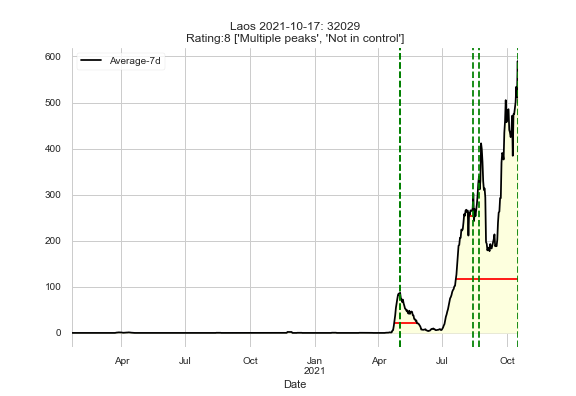 Laos 2021-10-17: 32029
Rating:8 ['Multiple peaks', 'Not in control']
Average-7d
600
500
400
300
200
100
0
Apr
Jul
Oct
Jan
2021
Apr
Jul
Oct
Date